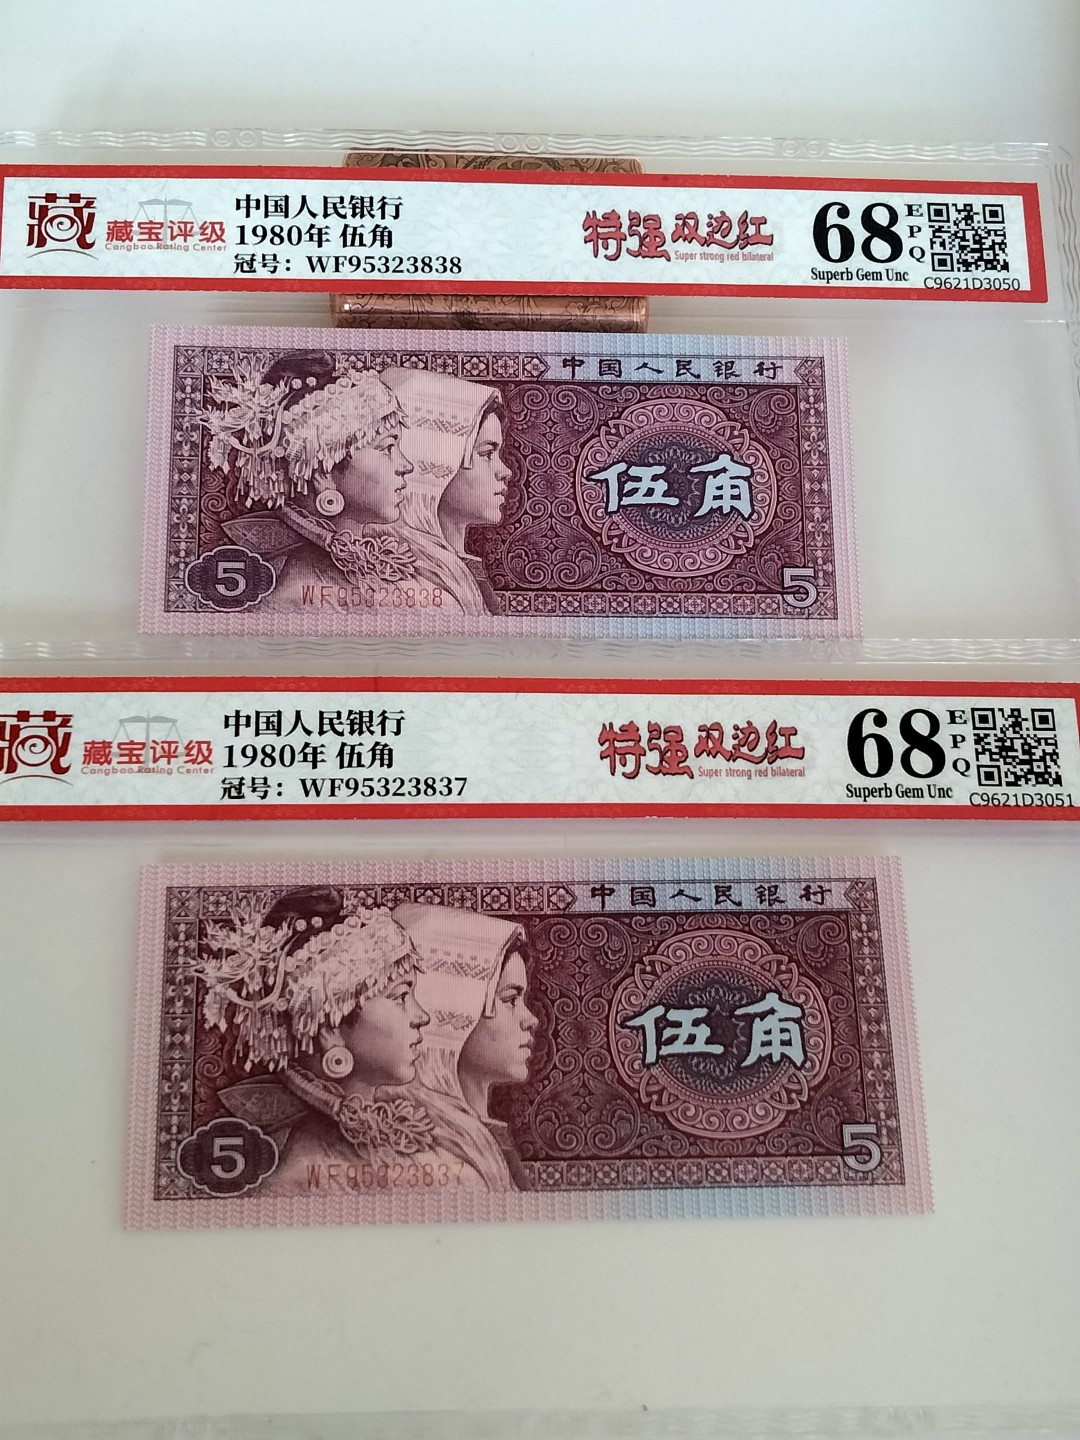 藏
藏宝评级
Cangbao Rating Center
中国人民银行
1980年 伍角
冠号：WF95323838
特强双边红
Super strong red bilateral
68
EPQ
Superb Gem Unc
C9621D3050
中国人民银行
伍角
5
WF95323838
5
藏
藏宝评级
Cangbao Rating Center
中国人民银行
1980年 伍角
冠号：WF95323837
特强双边红
Super strong red bilateral
68
EPQ
Superb Gem Unc
C9621D3051
中国人民银行
伍角
5
WF95323837
5